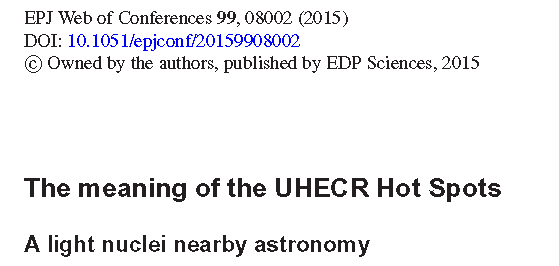 EPJ Web of Conferences 99, 08002 (2015)
DOI: 10.1051/epjconf/20159908002
© Owned by the authors, published by EDP Sciences, 2015
The meaning of the UHECR Hot Spots
A light nuclei nearby astronomy